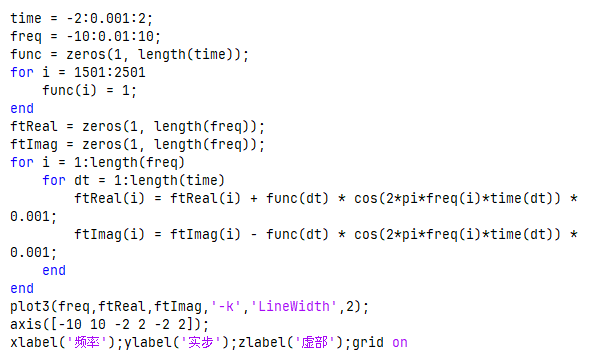 time = -2:0.001:2;
freq = -10:0.01:10;
func = zeros(1, length(time));
for i = 1501:2501
    func(i) = 1;
end
ftReal = zeros(1, length(freq));
ftImag = zeros(1, length(freq));
for i = 1:length(freq)
    for dt = 1:length(time)
        ftReal(i) = ftReal(i) + func(dt) * cos(2*pi*freq(i)*time(dt)) *
0.001;
        ftImag(i) = ftImag(i) - func(dt) * cos(2*pi*freq(i)*time(dt)) *
0.001;
    end
end
plot3(freq,ftReal,ftImag,'-k','LineWidth',2);
axis([-10 10 -2 2 -2 2]);
xlabel('频率');ylabel('实步');zlabel('虚部');grid on